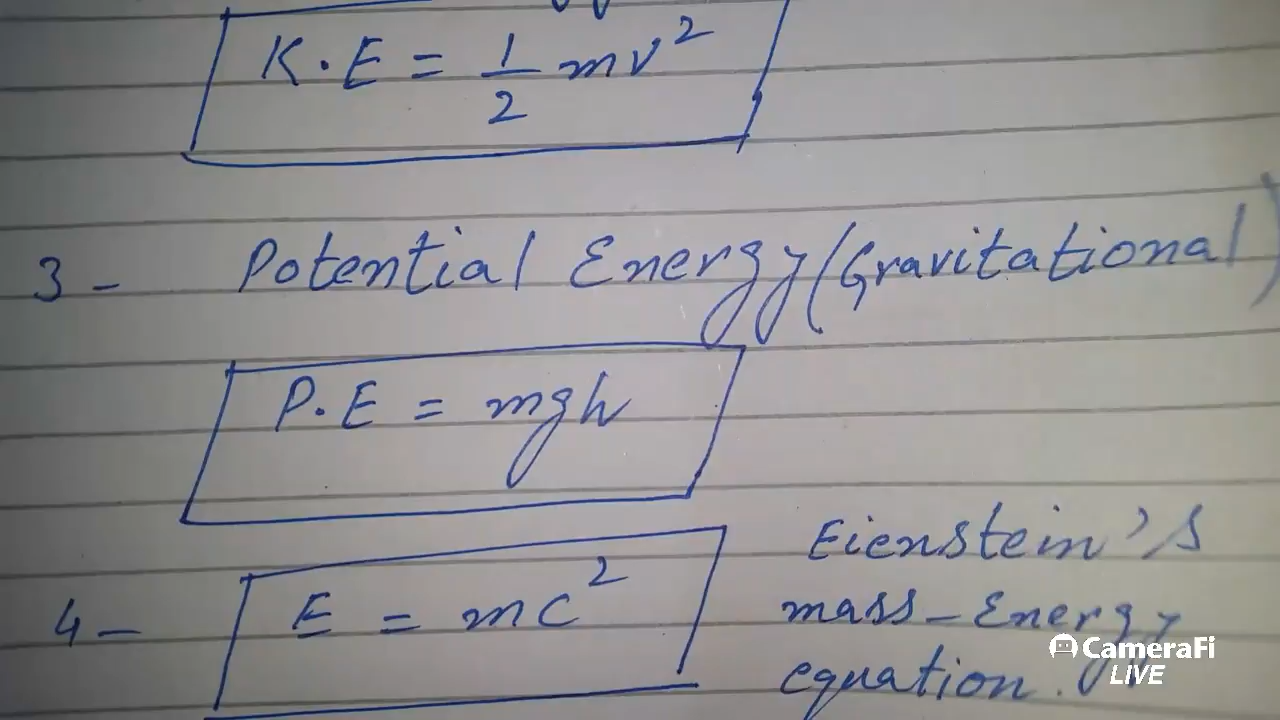 K.E = 1/2 mv²
3- Potential Energy (Gravitational)
P.E = mgh
4- E = mc²
Eienstein's
mass-Energy
equation.
CameraFi
LIVE